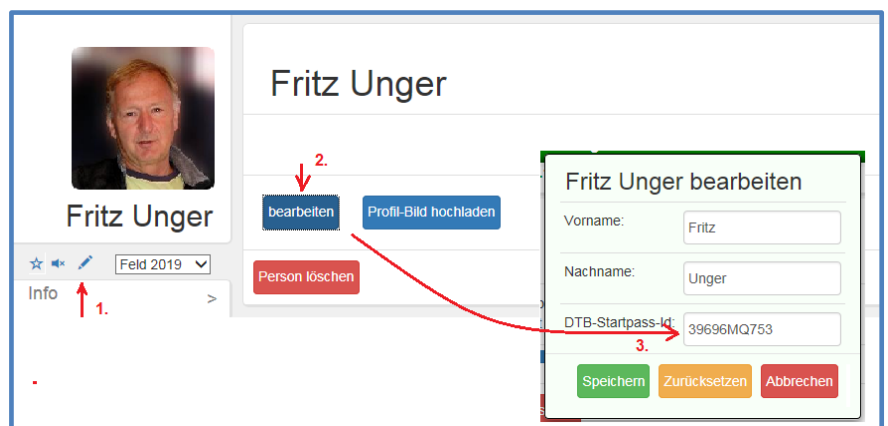 Fritz Unger
Fritz Unger
Feld 2019
Info >
1.
2.
bearbeiten Profil-Bild hochladen
Person löschen
Fritz Unger bearbeiten
Vorname: Fritz
Nachname: Unger
DTB-Startpass-Id: 39696MQ753
3.
Speichern Zurücksetzen Abbrechen